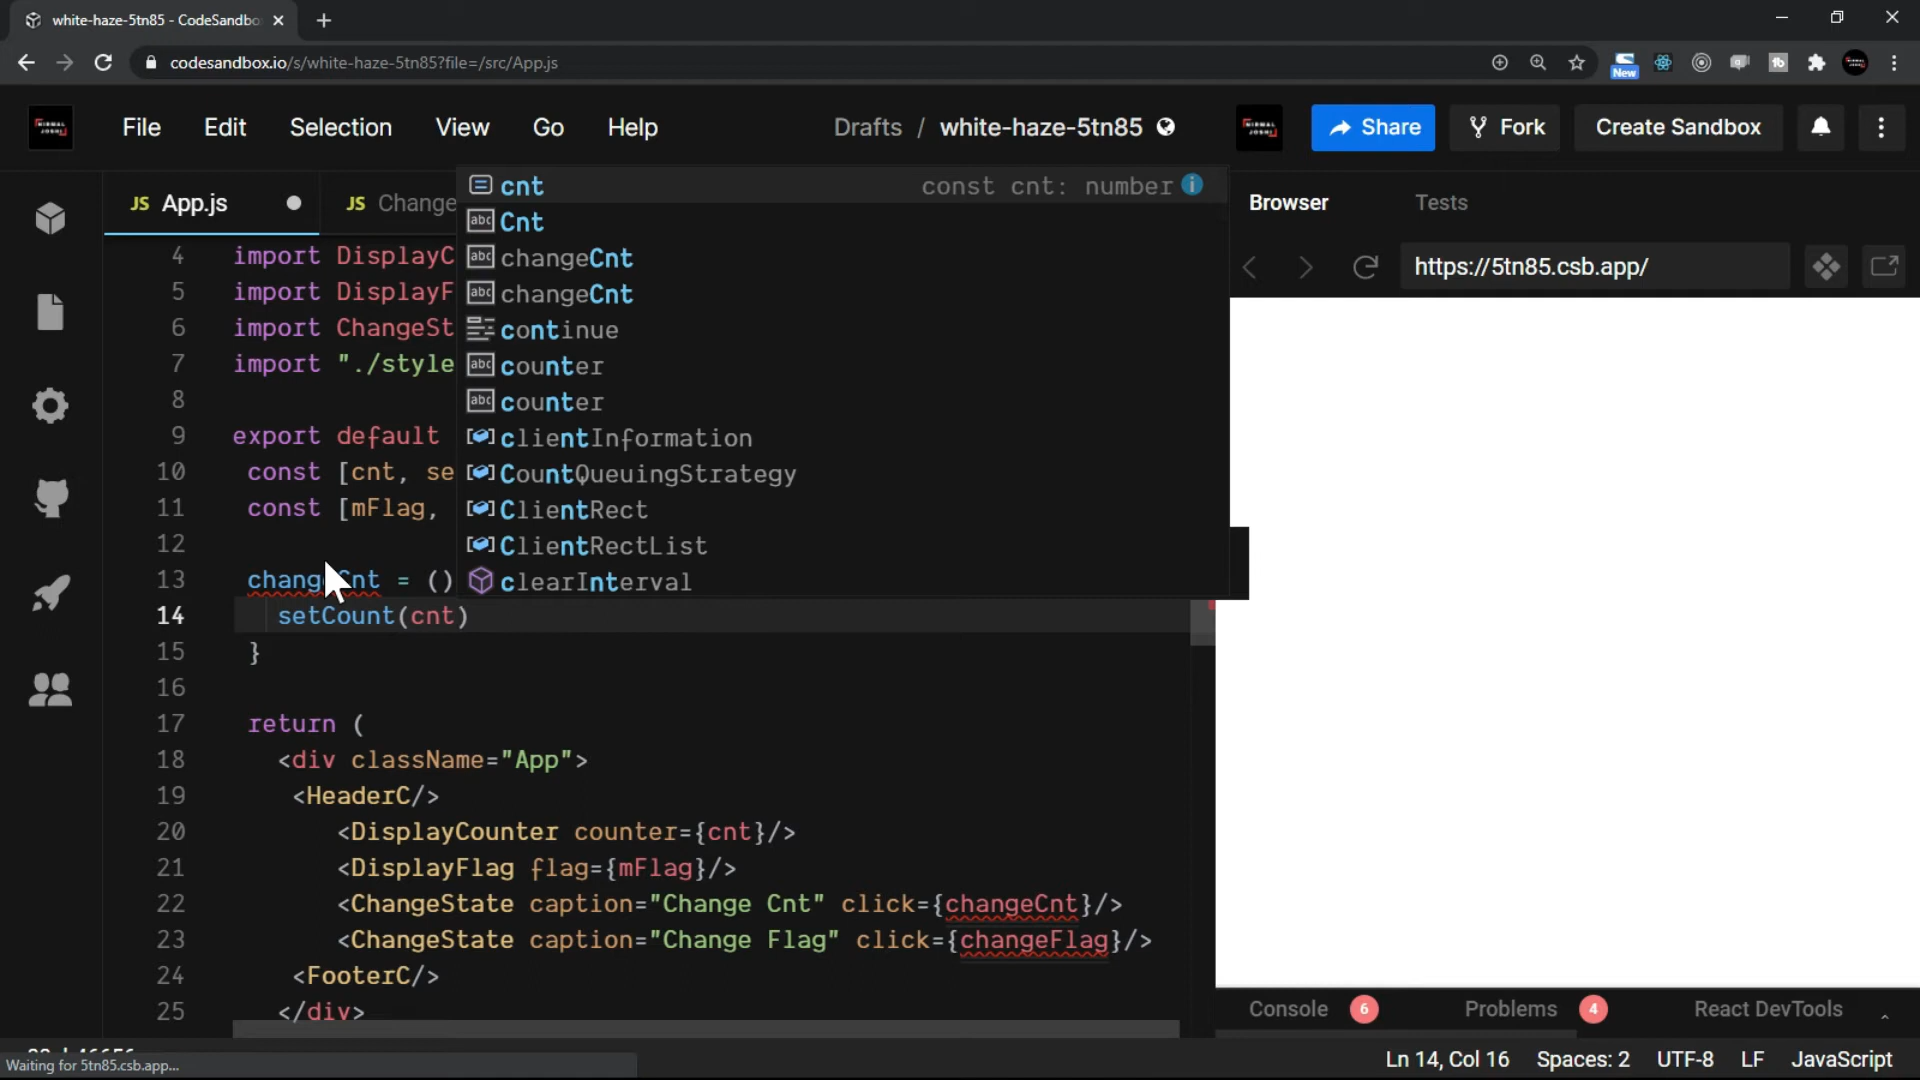 white-haze-5tn85 - CodeSandbo
codesandbox.io/s/white-haze-5tn85?file=/src/App.js
New
File Edit Selection View Go Help
Drafts / white-haze-5tn85
Share
Fork
Create Sandbox
JS App.js
JS Change
cnt const cnt: number
Cnt
changeCnt
changeCnt
continue
counter
counter
clientInformation
CountQueuingStrategy
ClientRect
ClientRectList
clearInterval
Browser
Tests
https://5tn85.csb.app/
4 import DisplayC
5 import DisplayF
6 import ChangeSt
7 import "./style
8
9 export default
10 const [cnt, se
11 const [mFlag,
12
13 changeCnt = ()
14 setCount(cnt)
15 }
16
17 return (
18 <div className="App">
19 <HeaderC/>
20 <DisplayCounter counter={cnt}/>
21 <DisplayFlag flag={mFlag}/>
22 <ChangeState caption="Change Cnt" click={changeCnt}/>
23 <ChangeState caption="Change Flag" click={changeFlag}/>
24 <FooterC/>
25 </div>
Console 6
Problems 4
React DevTools
Waiting for 5tn85.csb.app...
Ln 14, Col 16 Spaces: 2 UTF-8 LF JavaScript